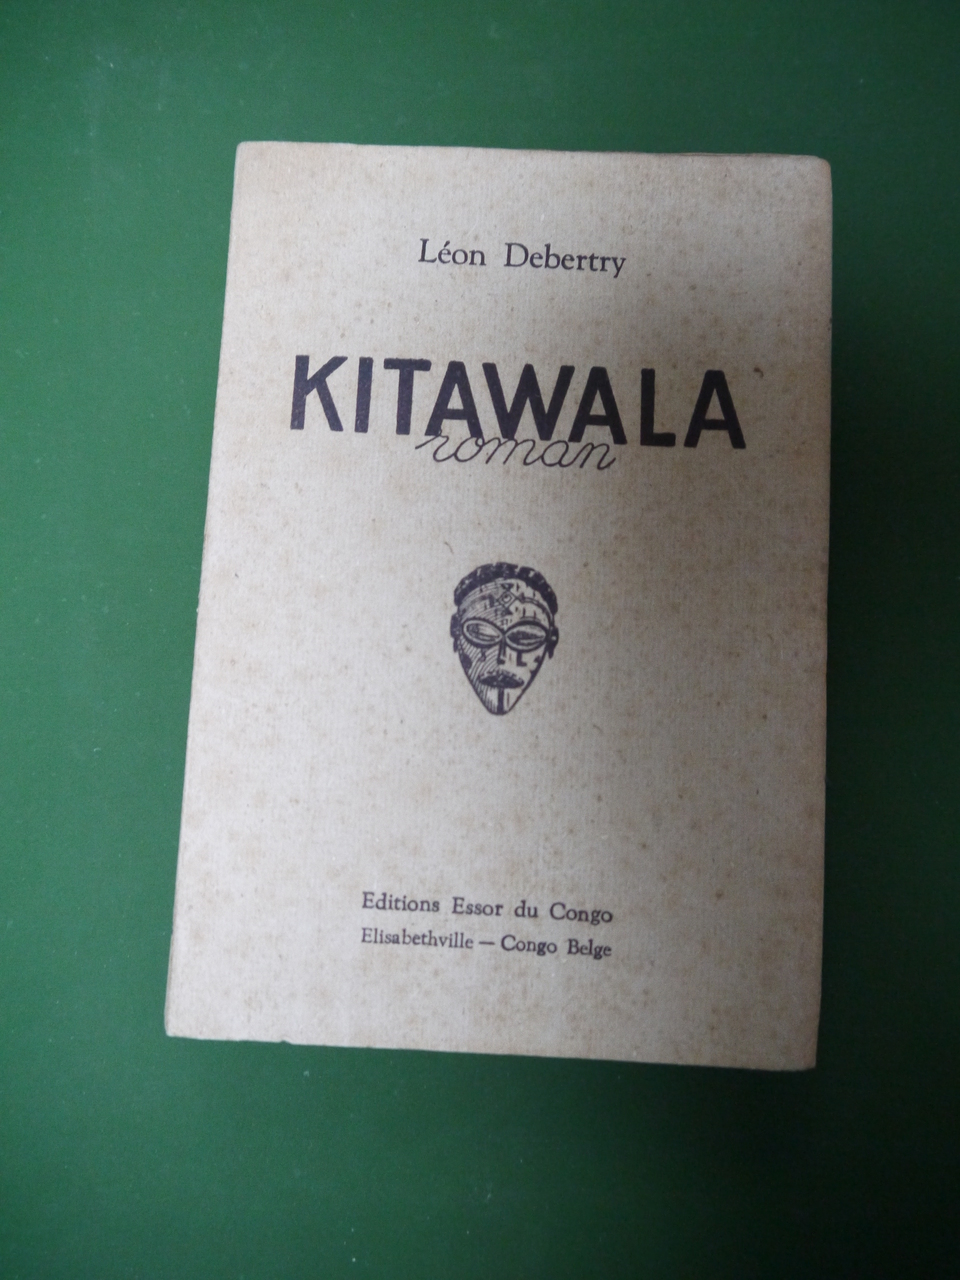 Léon Debertry
KITAWALA
roman
Editions Essor du Congo
Elisabethville — Congo Belge